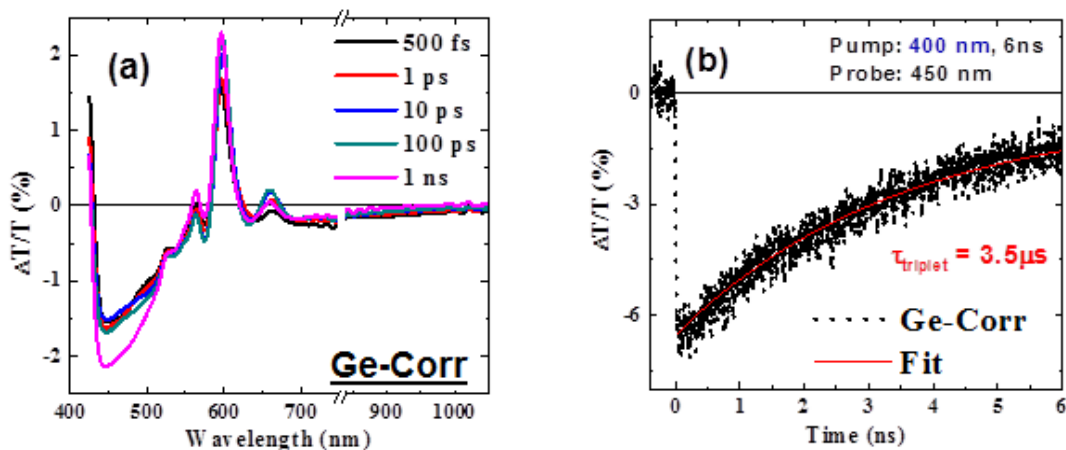 (a)
500 fs
1 ps
10 ps
100 ps
1 ns
2
1
0
-1
-2
ΔT/T (%)
Ge-Corr
400 500 600 700 900 1000
Wavelength (nm)
(b)
Pump: 400 nm, 6ns
Probe: 450 nm
0
-3
-6
ΔT/T (%)
τtriplet = 3.5μs
Ge-Corr
Fit
0 1 2 3 4 5 6
Time (ns)